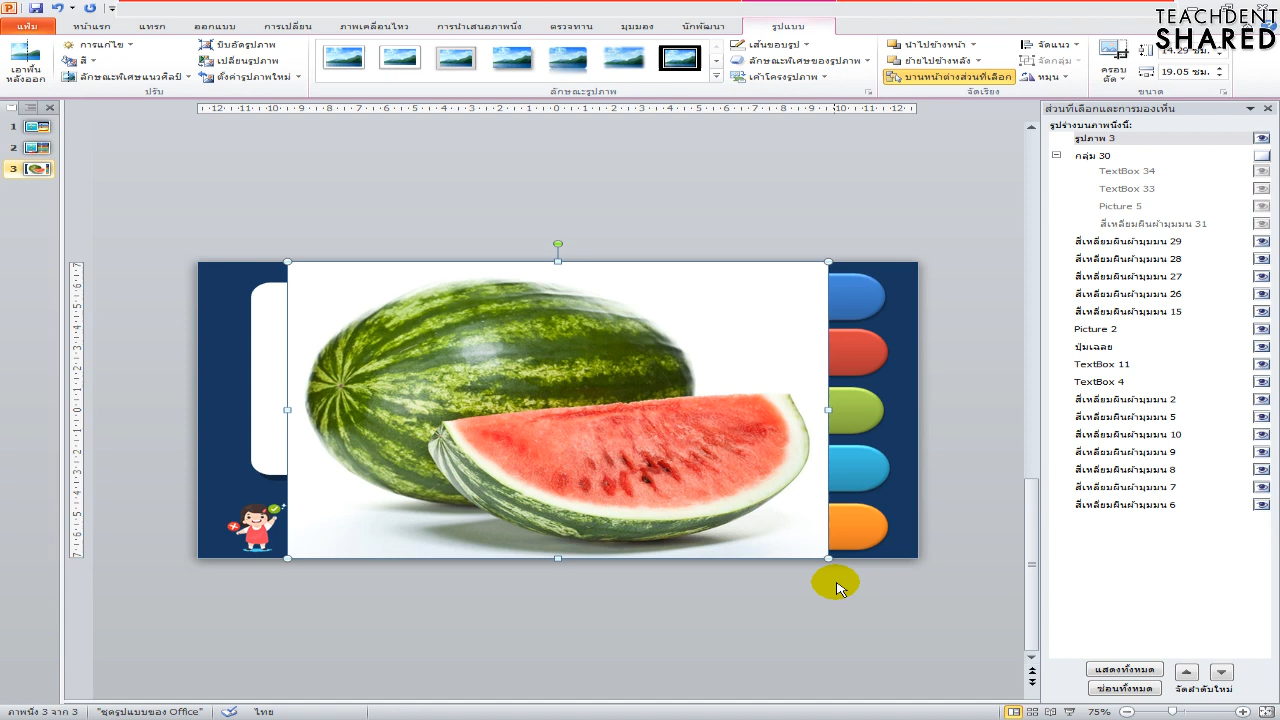 TEACHDENT
SHARED
แฟ้ม
หน้าแรก
แทรก
ออกแบบ
การเปลี่ยน
ภาพเคลื่อนไหว
การนำเสนอภาพนิ่ง
ตรวจทาน
มุมมอง
นักพัฒนา
รูปแบบ
เอาพื้น
หลังออก
การแก้ไข
สี
ลักษณะพิเศษแนวศิลป์
บีบอัดรูปภาพ
เปลี่ยนรูปภาพ
ตั้งค่ารูปภาพใหม่
ปรับ
เส้นขอบรูป
ลักษณะพิเศษของรูปภาพ
เค้าโครงรูปภาพ
ลักษณะรูปภาพ
นำไปข้างหน้า
ย้ายไปข้างหลัง
บานหน้าต่างส่วนที่เลือก
จัดแนว
จัดกลุ่ม
หมุน
จัดเรียง
ครอบ
ตัด
14.29 ซม.
19.05 ซม.
ขนาด
1
2
3
ส่วนที่เลือกและการมองเห็น
รูปร่างบนภาพนิ่งนี้:
รูปภาพ 3
กลุ่ม 30
TextBox 34
TextBox 33
Picture 5
สี่เหลี่ยมผืนผ้ามุมมน 31
สี่เหลี่ยมผืนผ้ามุมมน 29
สี่เหลี่ยมผืนผ้ามุมมน 28
สี่เหลี่ยมผืนผ้ามุมมน 27
สี่เหลี่ยมผืนผ้ามุมมน 26
สี่เหลี่ยมผืนผ้ามุมมน 15
Picture 2
ปุ่มเฉลย
TextBox 11
TextBox 4
สี่เหลี่ยมผืนผ้ามุมมน 2
สี่เหลี่ยมผืนผ้ามุมมน 5
สี่เหลี่ยมผืนผ้ามุมมน 10
สี่เหลี่ยมผืนผ้ามุมมน 9
สี่เหลี่ยมผืนผ้ามุมมน 8
สี่เหลี่ยมผืนผ้ามุมมน 7
สี่เหลี่ยมผืนผ้ามุมมน 6
แสดงทั้งหมด
ซ่อนทั้งหมด
จัดลำดับใหม่
ภาพนิ่ง 3 จาก 3
"ชุดรูปแบบของ Office"
ไทย
75%